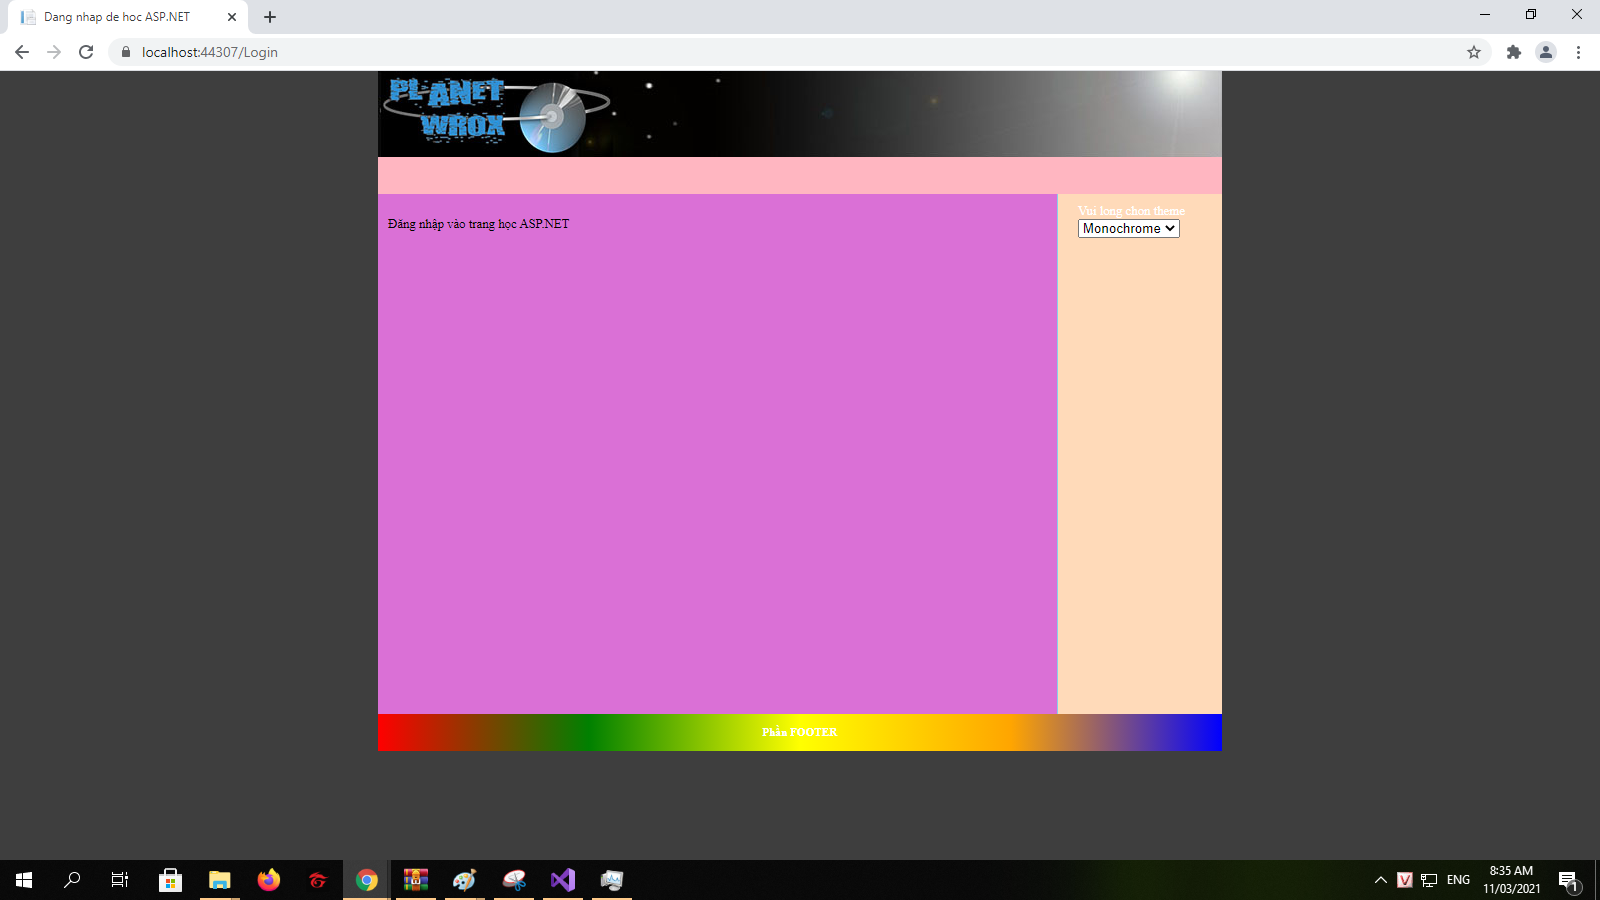 Dang nhap de hoc ASP.NET
localhost:44307/Login
PLANET
WROX
Đăng nhập vào trang học ASP.NET
Vui long chon theme
Monochrome
Phần FOOTER
V
ENG
8:35 AM
11/03/2021
1